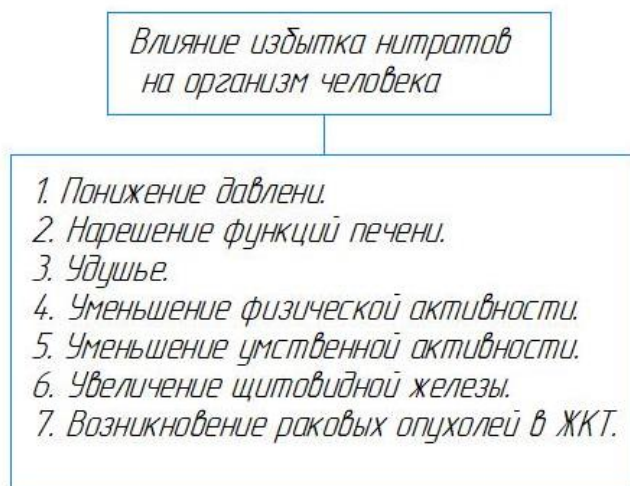 Влияние избытка нитратов
на организм человека
1. Понижение давлени.
2. Нарешение функций печени.
3. Удушье.
4. Уменьшение физической активности.
5. Уменьшение умственной активности.
6. Увеличение щитовидной железы.
7. Возникновение раковых опухолей в ЖКТ.